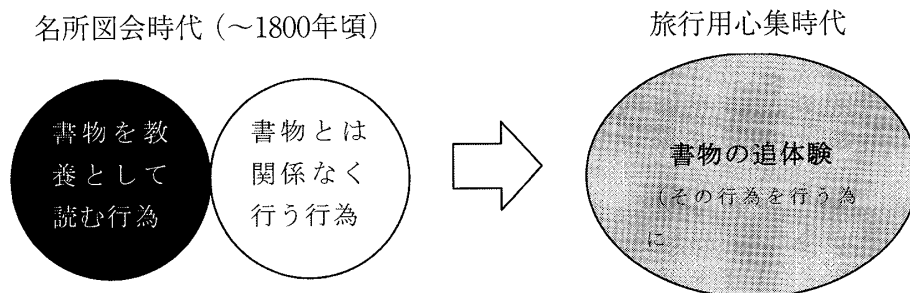 名所図会時代（～1800年頃）
旅行用心集時代
書物を教
養として
読む行為
書物とは
関係なく
行う行為
書物の追体験
（その行為を行う為
に